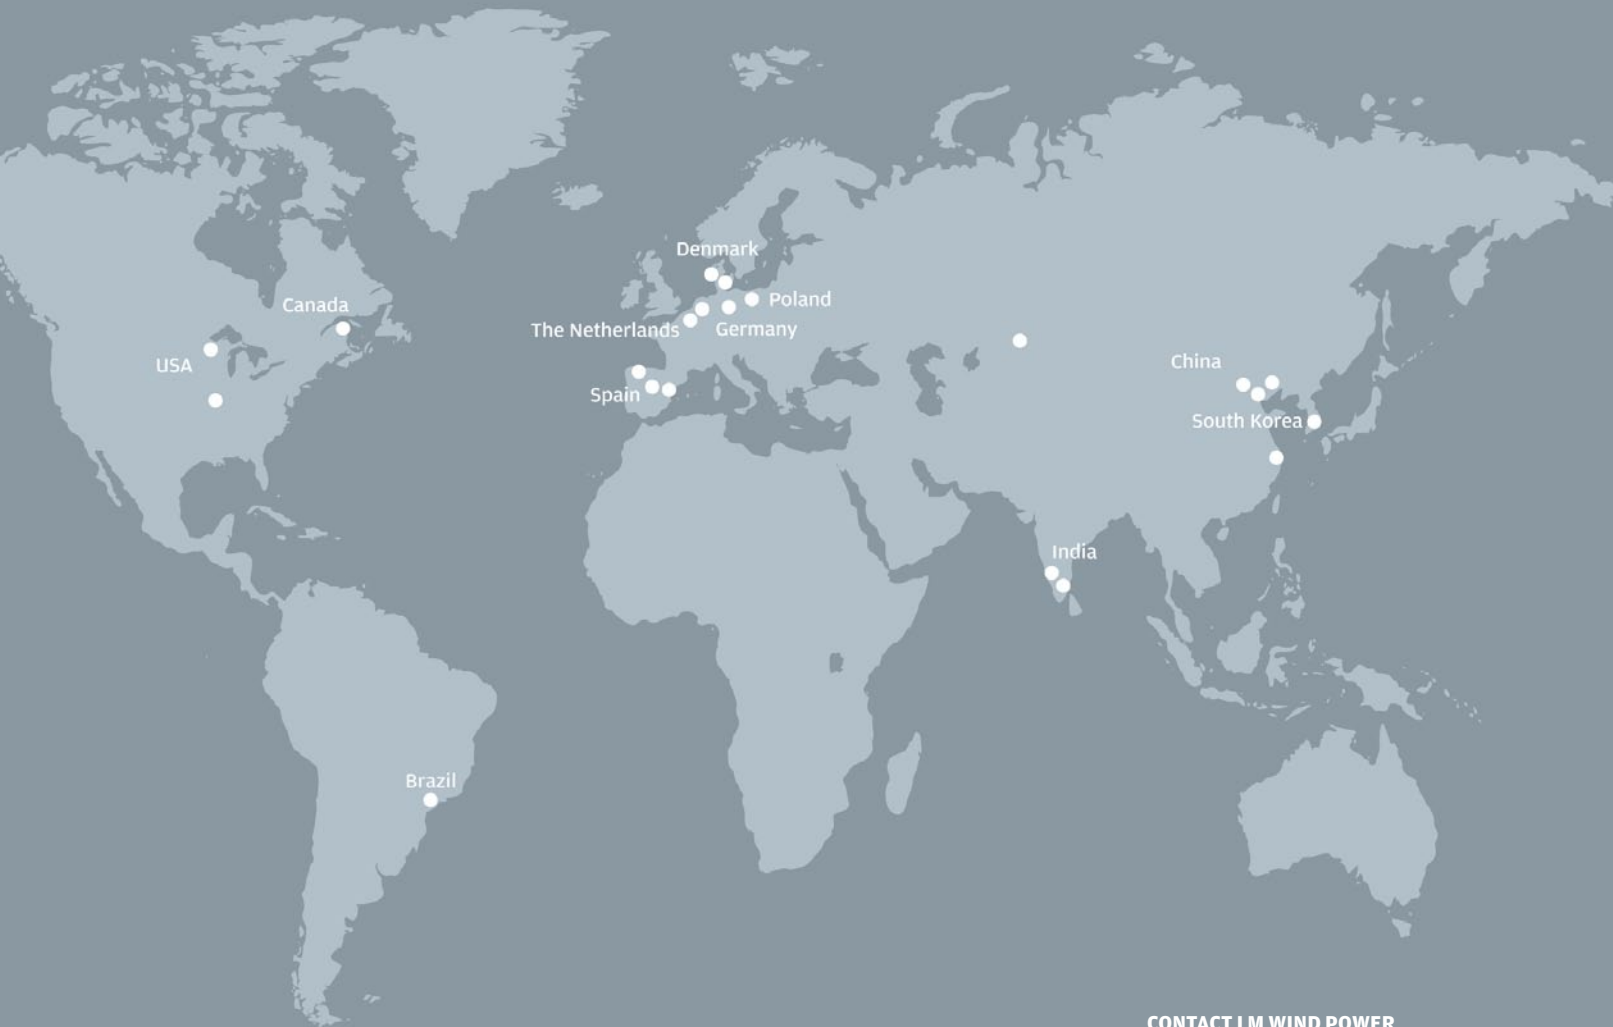 Denmark
Poland
Canada
The Netherlands
Germany
USA
China
Spain
South Korea
India
Brazil
CONTACT LM WIND POWER